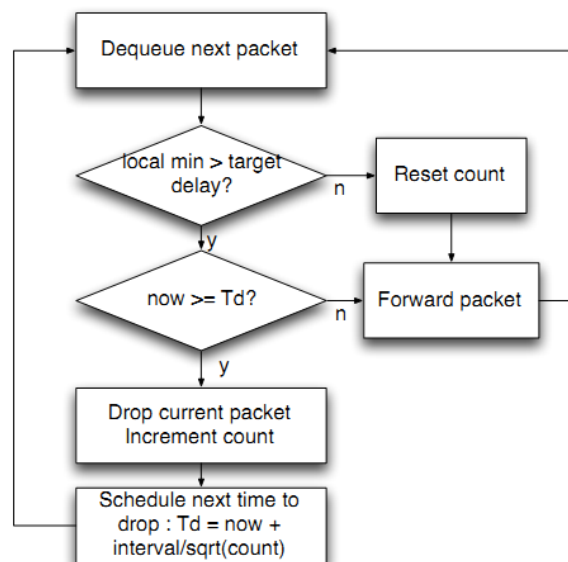 Dequeue next packet
local min > target
delay?
n
Reset count
y
now >= Td?
n
Forward packet
y
Drop current packet
Increment count
Schedule next time to
drop : Td = now +
interval/sqrt(count)